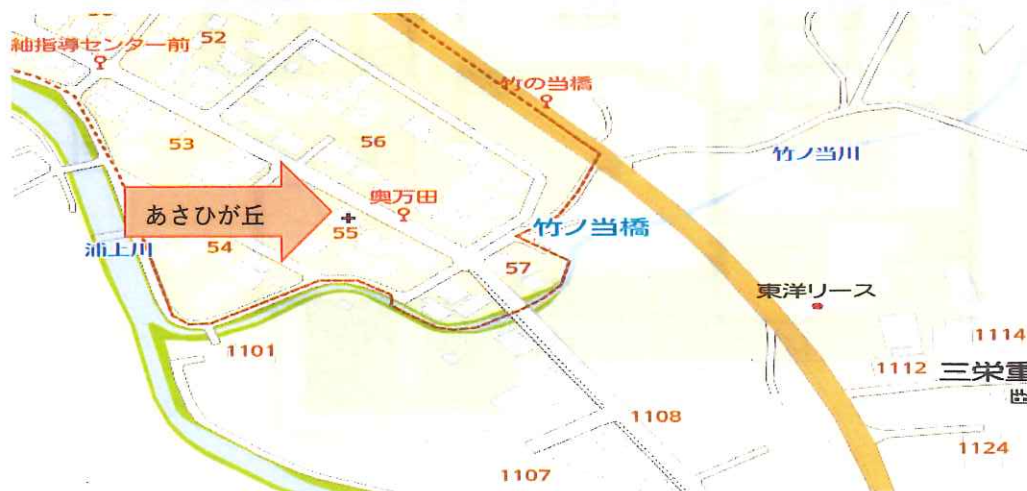 52
紬指導センター前
竹の当橋
53
56
竹ノ当川
奥万田
あさひが丘
55
竹ノ当橋
浦上川
54
57
東洋リース
1101
1114
1112
三栄重
1108
1124
1107